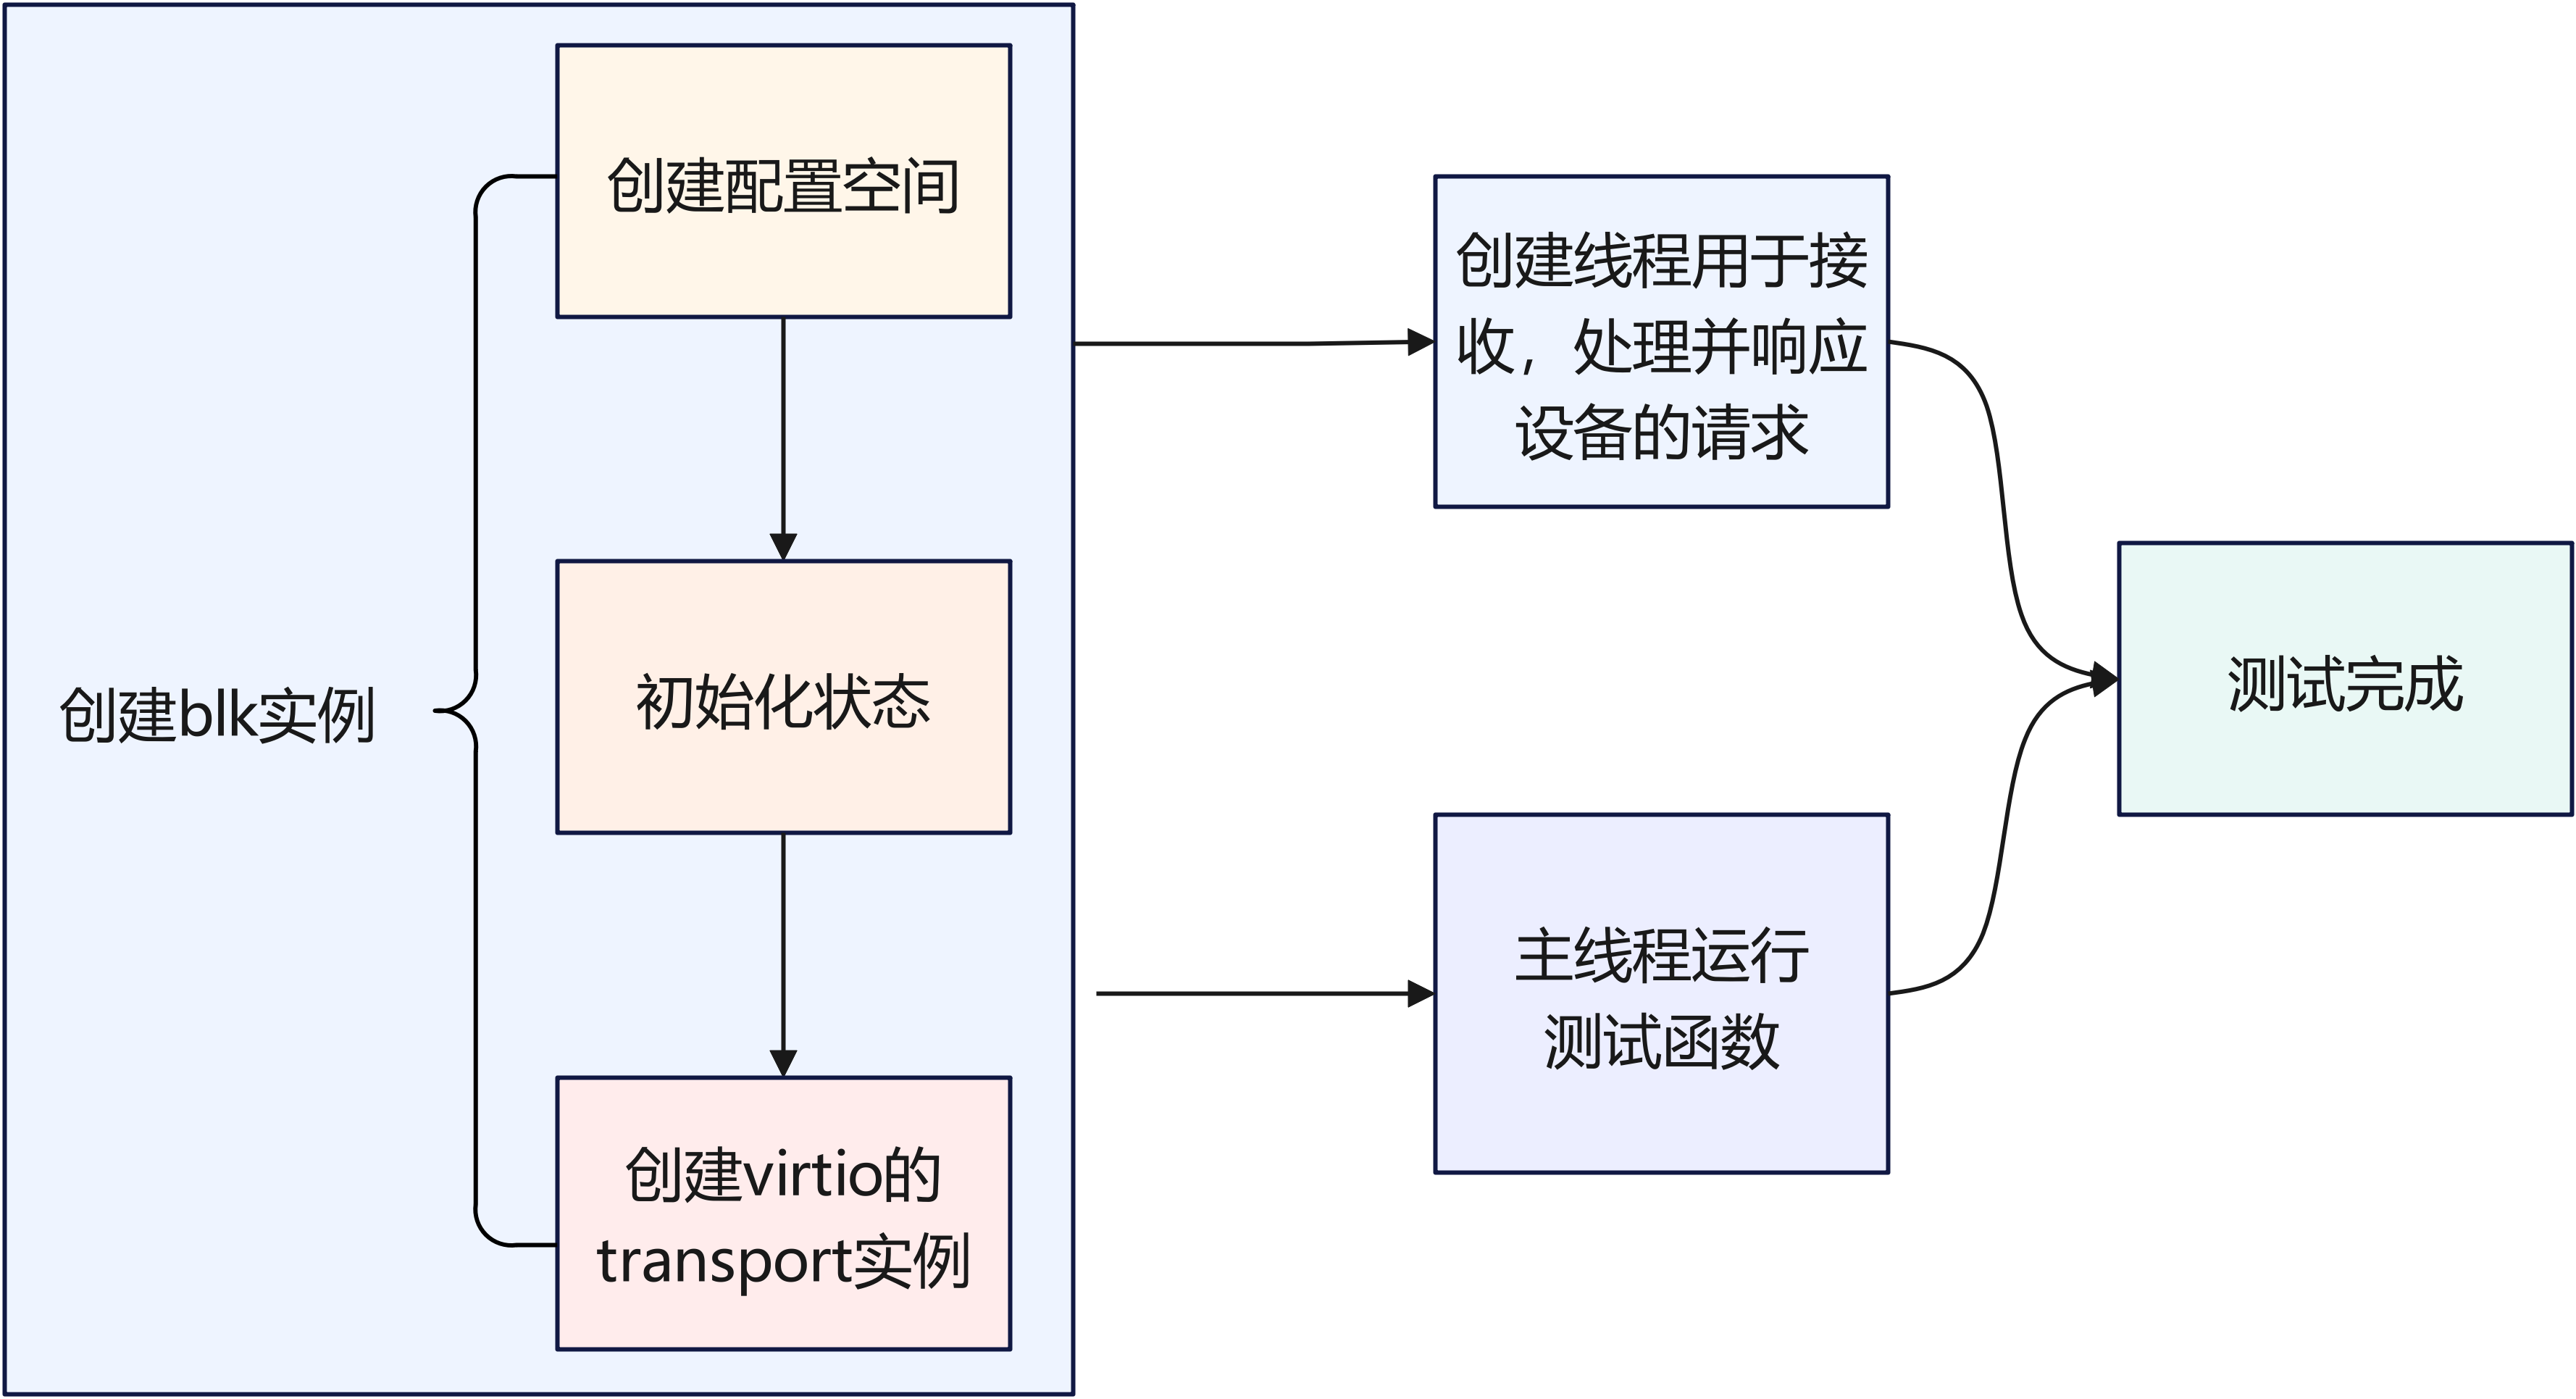 创建blk实例
创建配置空间
初始化状态
创建virtio的
transport实例
创建线程用于接
收，处理并响应
设备的请求
主线程运行
测试函数
测试完成